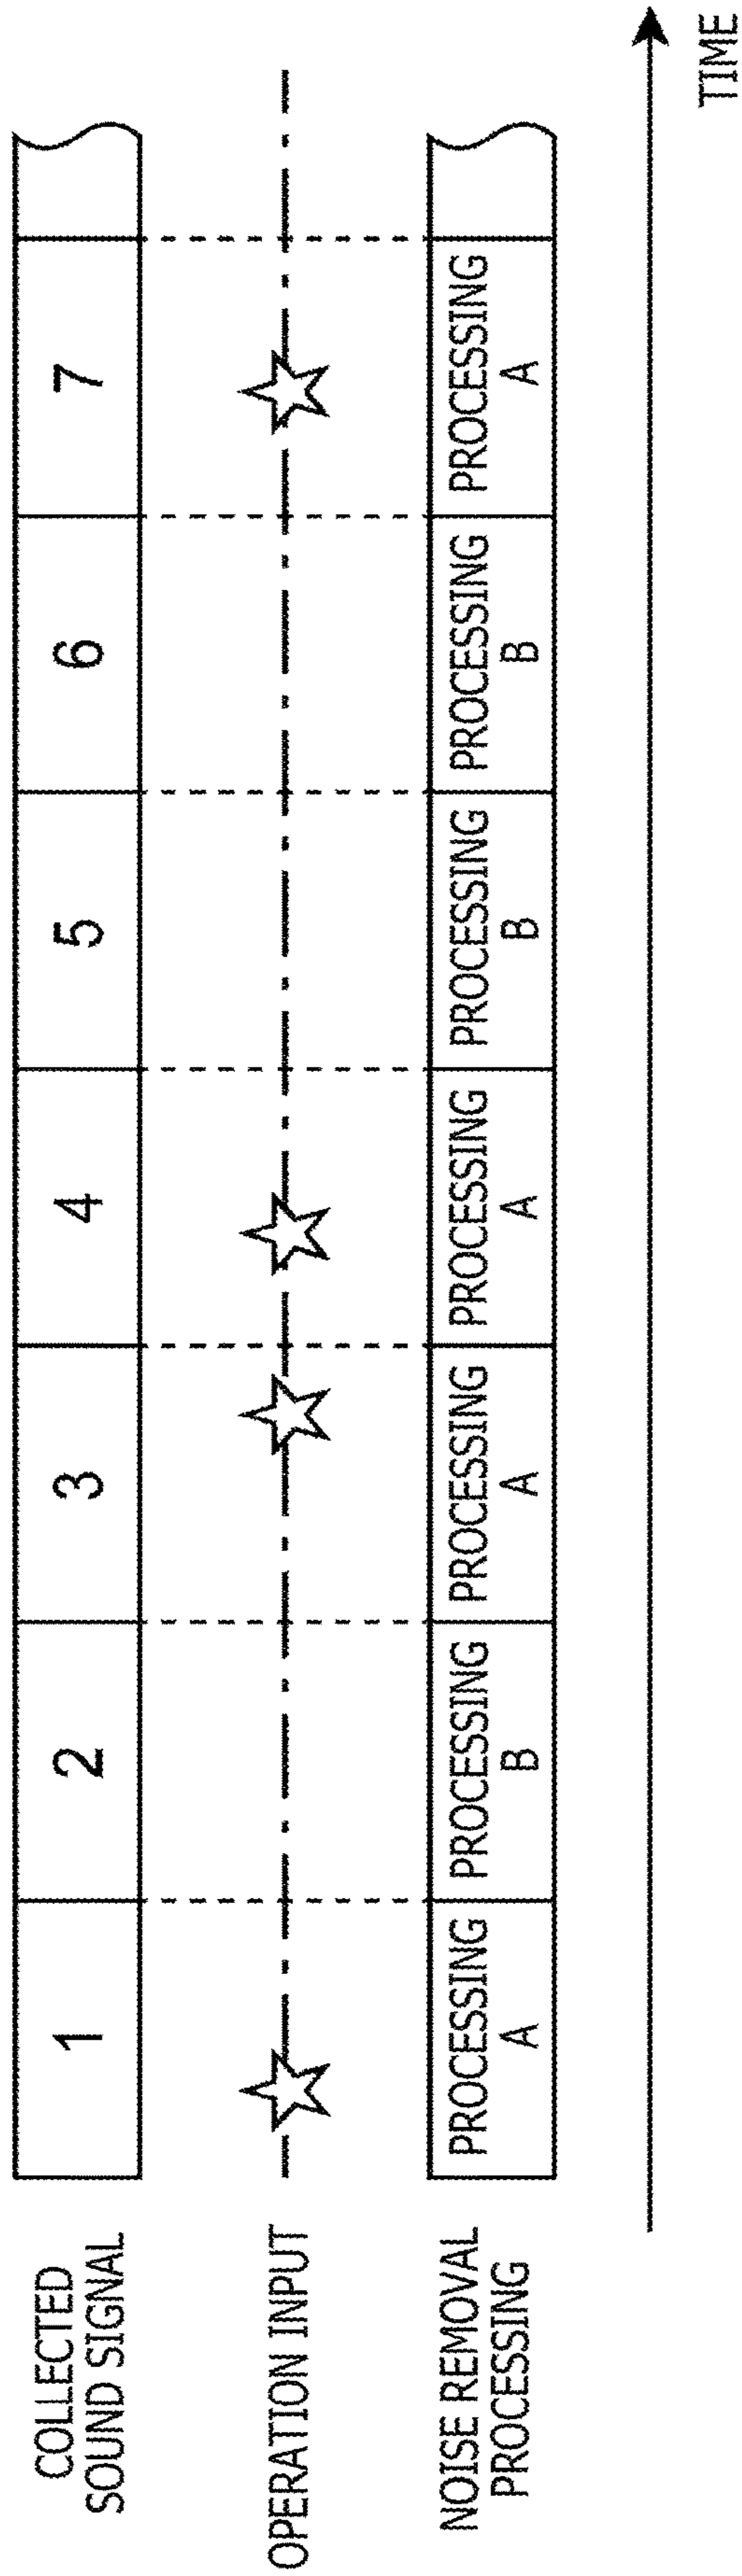 COLLECTED
SOUND SIGNAL
1
2
3
4
5
6
7
OPERATION INPUT
NOISE REMOVAL
PROCESSING
PROCESSING
A
PROCESSING
B
PROCESSING
A
PROCESSING
A
PROCESSING
B
PROCESSING
B
PROCESSING
A
TIME